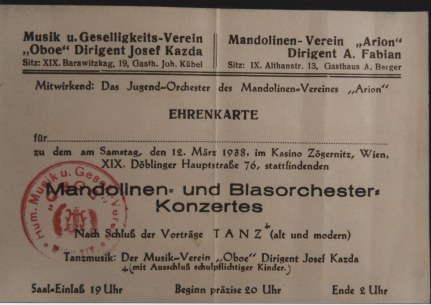 Musik u. Geselligkeits-Verein
„Oboe" Dirigent Josef Kazda
Sitz: XIX. Barawitzkag. 19, Gasth. Joh. Kübel
Mandolinen-Verein „Arion"
Dirigent A. Fabian
Sitz: IX. Althanstr. 13, Gasthaus A. Berger
Mitwirkend: Das Jugend-Orchester des Mandolinen-Vereines „Arion"
EHRENKARTE
für
zu dem am Samstag, den 12. März 1938. im Kasino Zögernitz, Wien,
XIX. Döblinger Hauptstraße 76, stattfindenden
Mandolinen- und Blasorchester-
Konzertes
Nach Schluß der Vorträge TANZ + (alt und modern)
Tanzmusik: Der Musik-Verein „Oboe" Dirigent Josef Kazda
+ (mit Ausschluß schulpflichtiger Kinder.)
Saal-Einlaß 19 Uhr Beginn präzise 20 Uhr Ende 2 Uhr
Hum. Musik u. Gesell. Verein